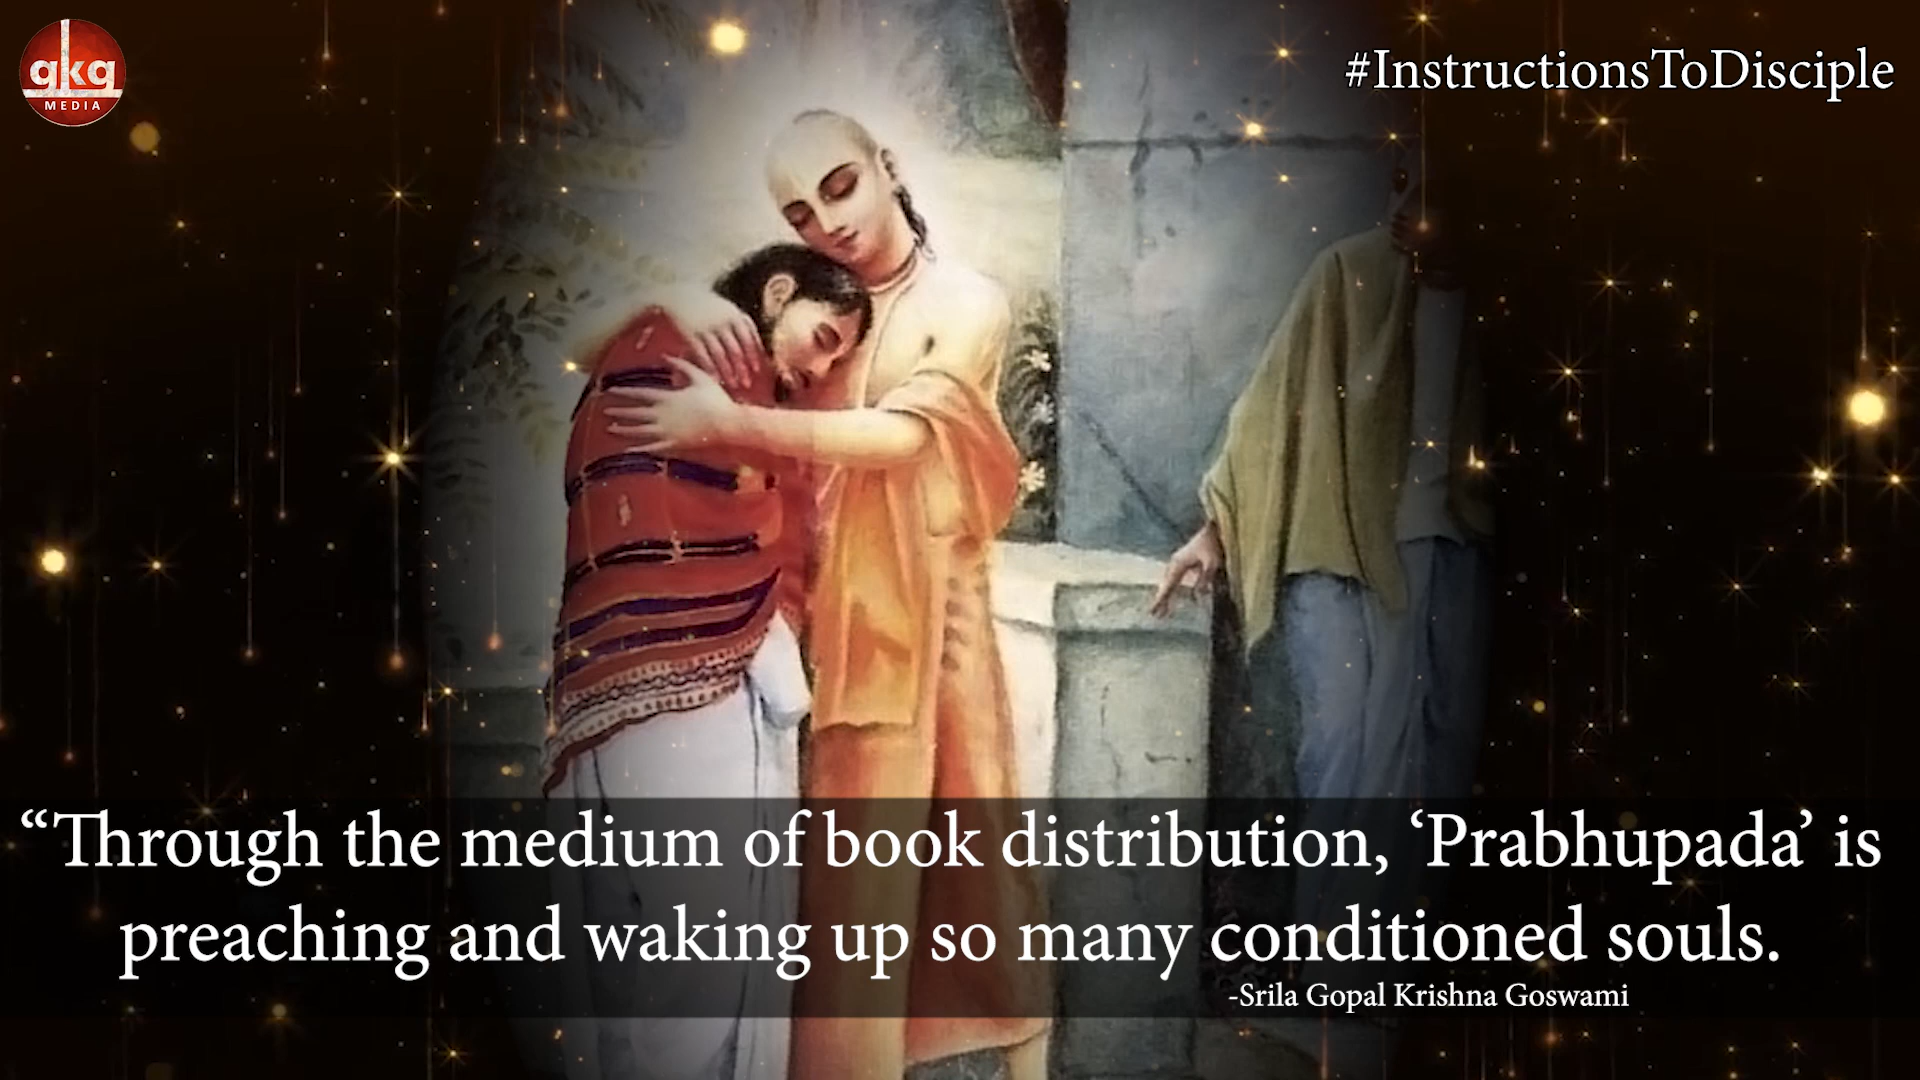 gkg
MEDIA
#InstructionsToDisciple
“Through the medium of book distribution, ‘Prabhupada’ is
preaching and waking up so many conditioned souls.
-Srila Gopal Krishna Goswami